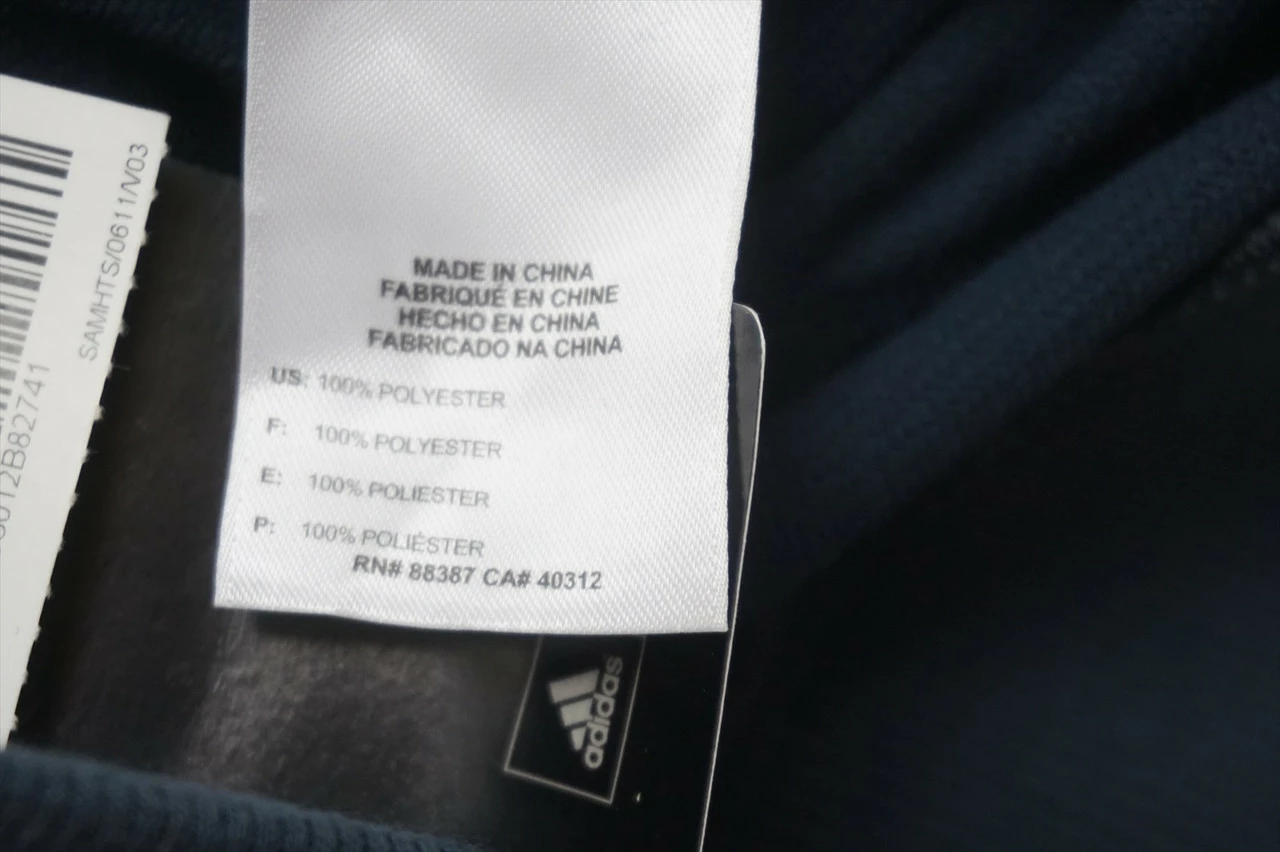 MADE IN CHINA
FABRIQUÉ EN CHINE
HECHO EN CHINA
FABRICADO NA CHINA
US: 100% POLYESTER
F: 100% POLYESTER
E: 100% POLIESTER
P: 100% POLIÉSTER
RN# 88387 CA# 40312
SAMHTS/0611/V03
012B82741
adidas